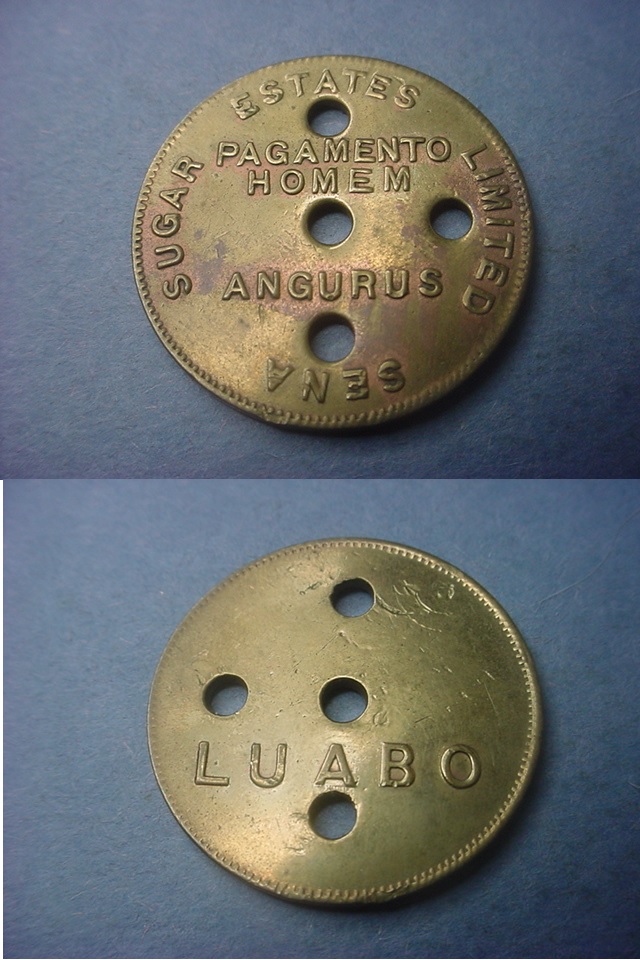 SENA SUGAR ESTATES LIMITED
PAGAMENTO
HOMEM
ANGURUS
LUABO